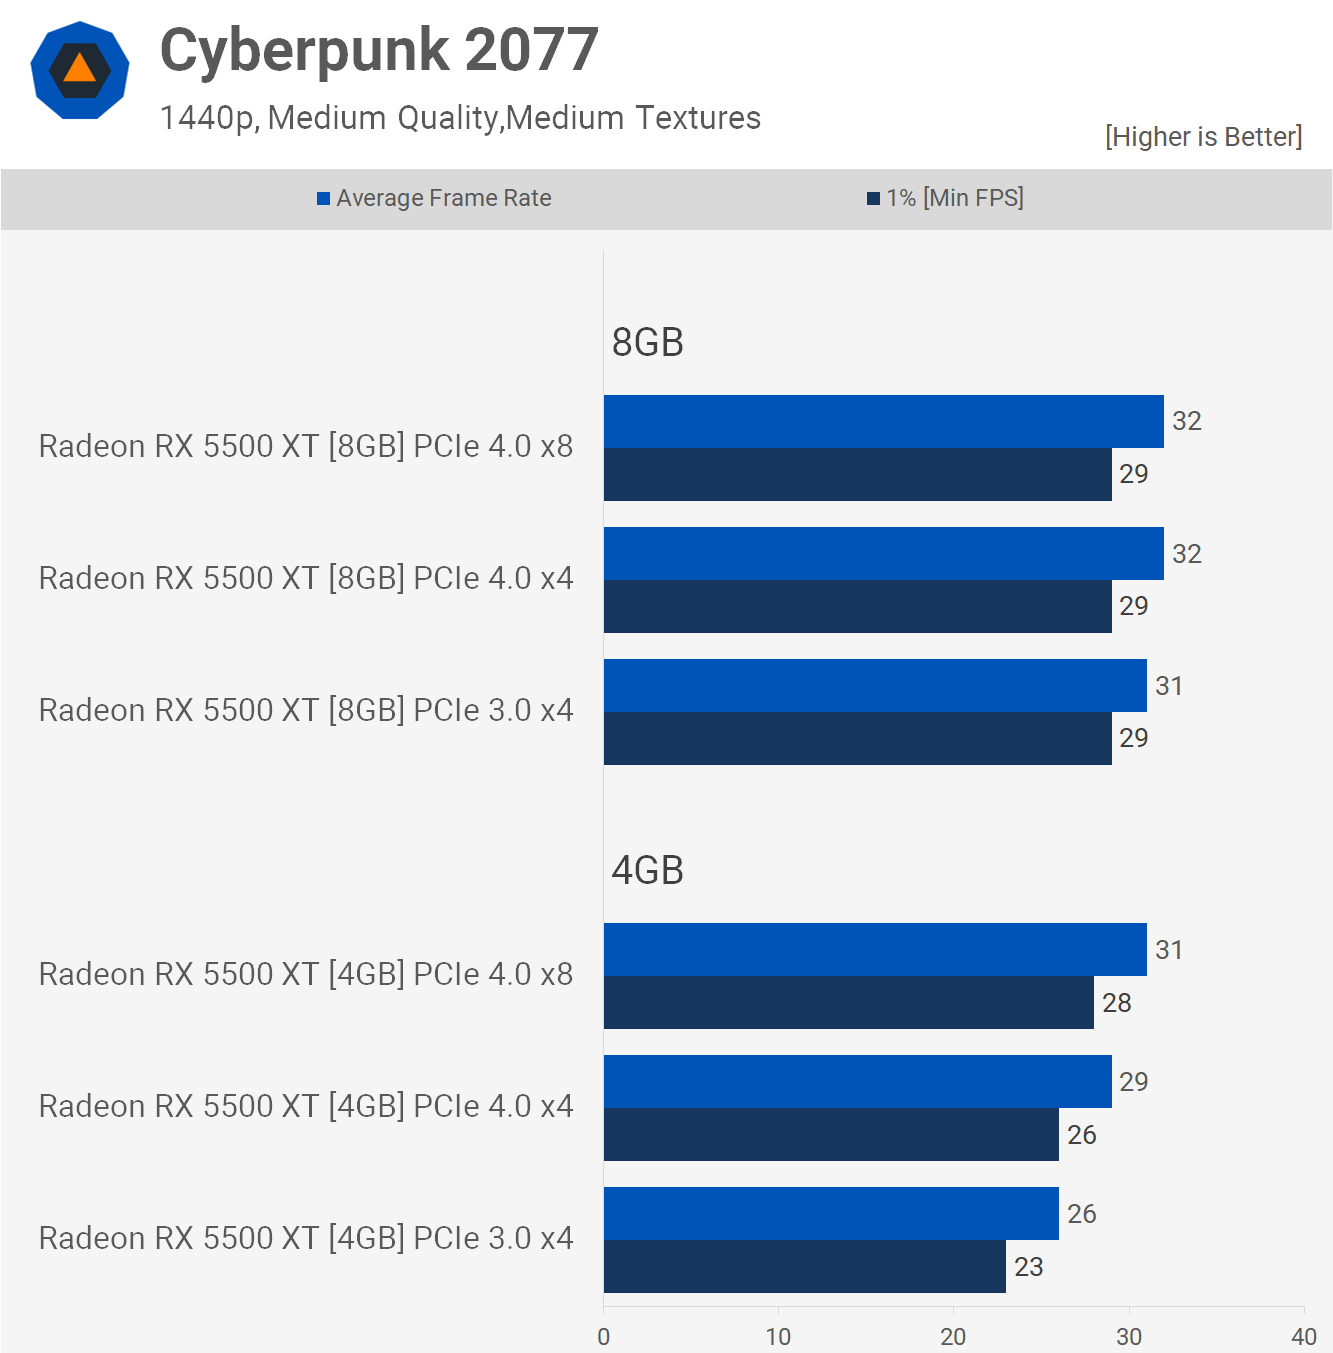 Cyberpunk 2077
1440p, Medium Quality,Medium Textures
[Higher is Better]
Average Frame Rate
1% [Min FPS]
8GB
Radeon RX 5500 XT [8GB] PCIe 4.0 x8
32
29
Radeon RX 5500 XT [8GB] PCIe 4.0 x4
32
29
Radeon RX 5500 XT [8GB] PCIe 3.0 x4
31
29
4GB
Radeon RX 5500 XT [4GB] PCIe 4.0 x8
31
28
Radeon RX 5500 XT [4GB] PCIe 4.0 x4
29
26
Radeon RX 5500 XT [4GB] PCIe 3.0 x4
26
23
0 10 20 30 40